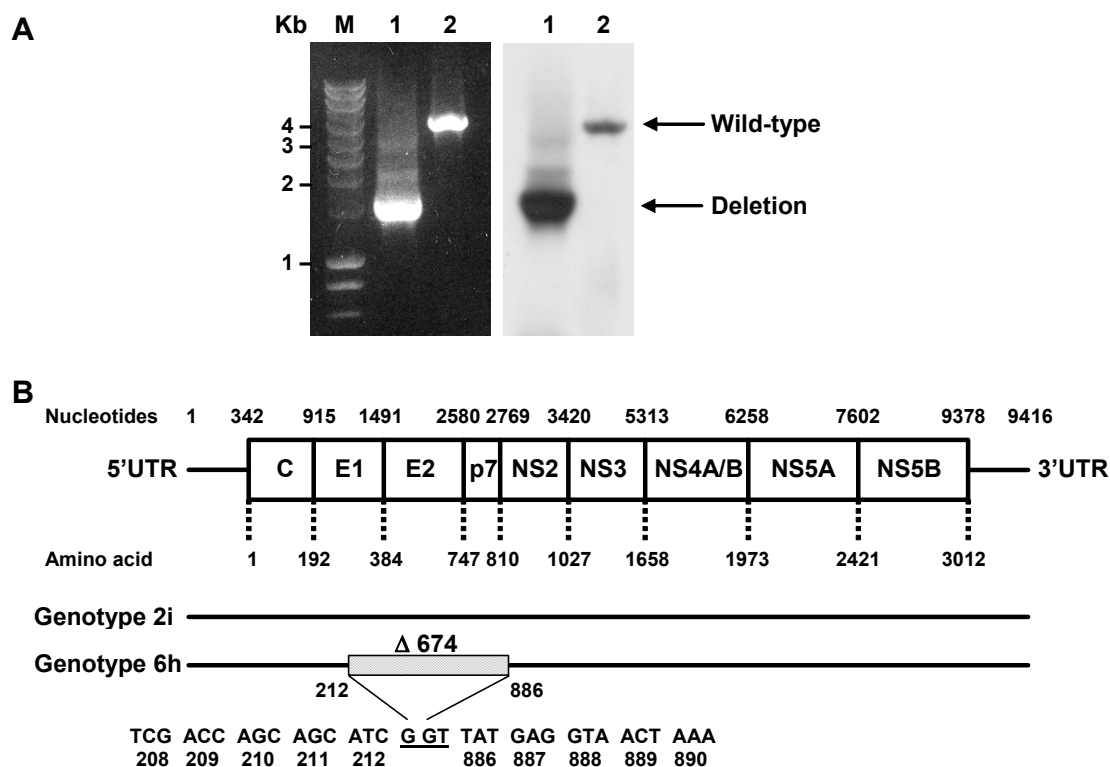 A
Kb M 1 2 1 2
4
3
2
1
Wild-type
Deletion
B
Nucleotides 1 342 915 1491 2580 2769 3420 5313 6258 7602 9378 9416
5'UTR C E1 E2 p7 NS2 NS3 NS4A/B NS5A NS5B 3'UTR
Amino acid 1 192 384 747 810 1027 1658 1973 2421 3012
Genotype 2i
Δ 674
Genotype 6h
212 886
TCG ACC AGC AGC ATC G GT TAT GAG GTA ACT AAA
208 209 210 211 212 886 887 888 889 890